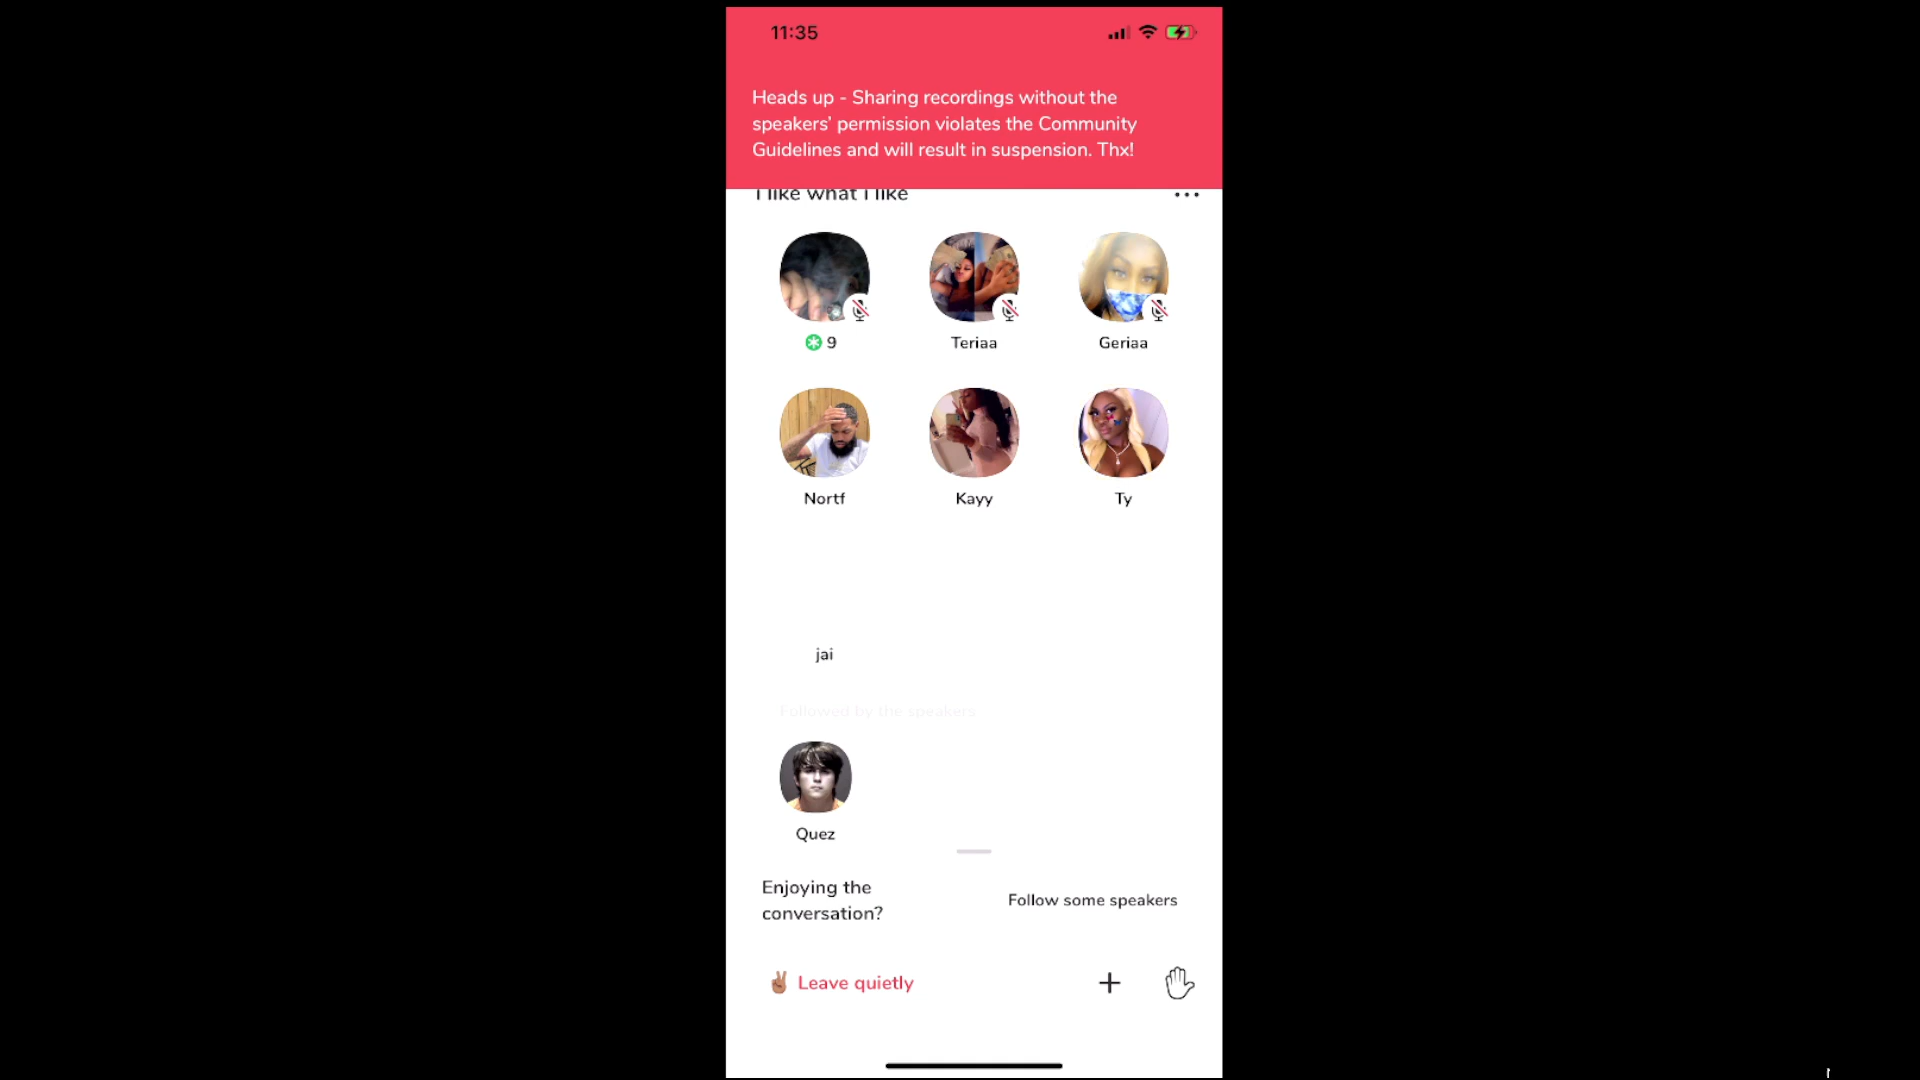 11:35
Heads up - Sharing recordings without the
speakers' permission violates the Community
Guidelines and will result in suspension. Thx!
I like what i like
9
Teriaa
Geriaa
Nortf
Kayy
Ty
jai
Followed by the speakers
Quez
Enjoying the
conversation?
Follow some speakers
Leave quietly